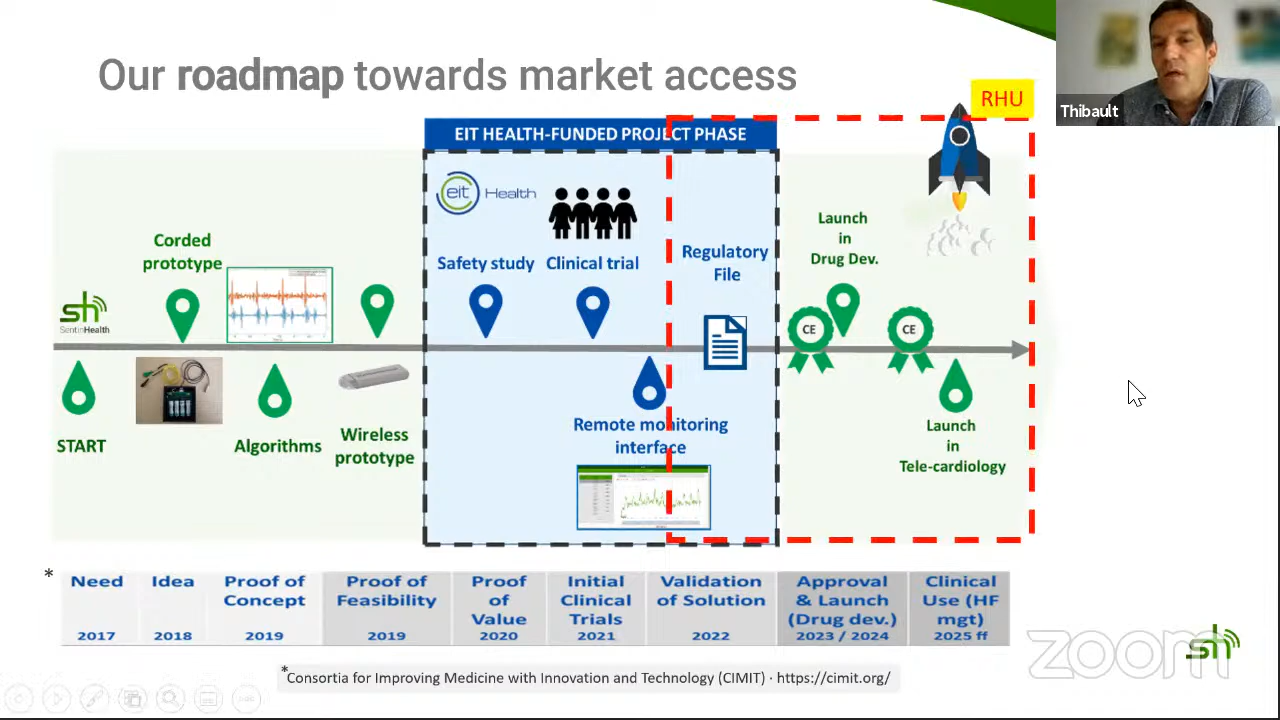 Our roadmap towards market access
RHU
Thibault
EIT HEALTH-FUNDED PROJECT PHASE
eit Health
Safety study
Clinical trial
Regulatory
File
Launch
in
Drug Dev.
Corded
prototype
sh
SentinHealth
CE
CE
START
Algorithms
Wireless
prototype
Remote monitoring
interface
Launch
in
Tele-cardiology
*
Need
2017
Idea
2018
Proof of
Concept
2019
Proof of
Feasibility
2019
Proof
of
Value
2020
Initial
Clinical
Trials
2021
Validation
of Solution
2022
Approval
& Launch
(Drug dev.)
2023 / 2024
Clinical
Use (HF
mgt)
2025 ff
*Consortia for Improving Medicine with Innovation and Technology (CIMIT) · https://cimit.org/
zoom
sh